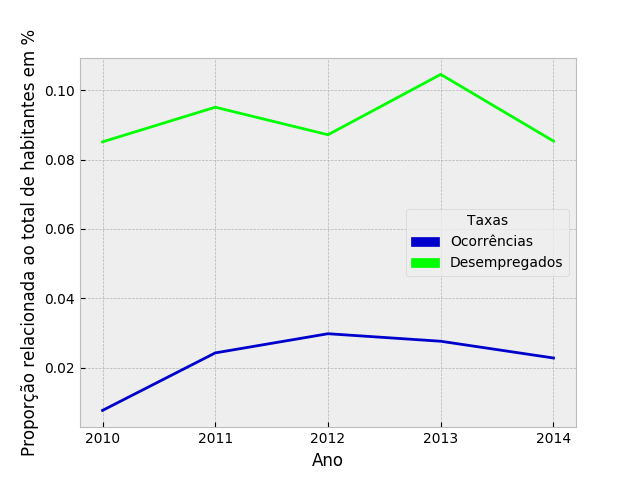 Proporção relacionada ao total de habitantes em %
0.10
0.08
0.06
0.04
0.02
Taxas
Ocorrências
Desempregados
2010 2011 2012 2013 2014
Ano